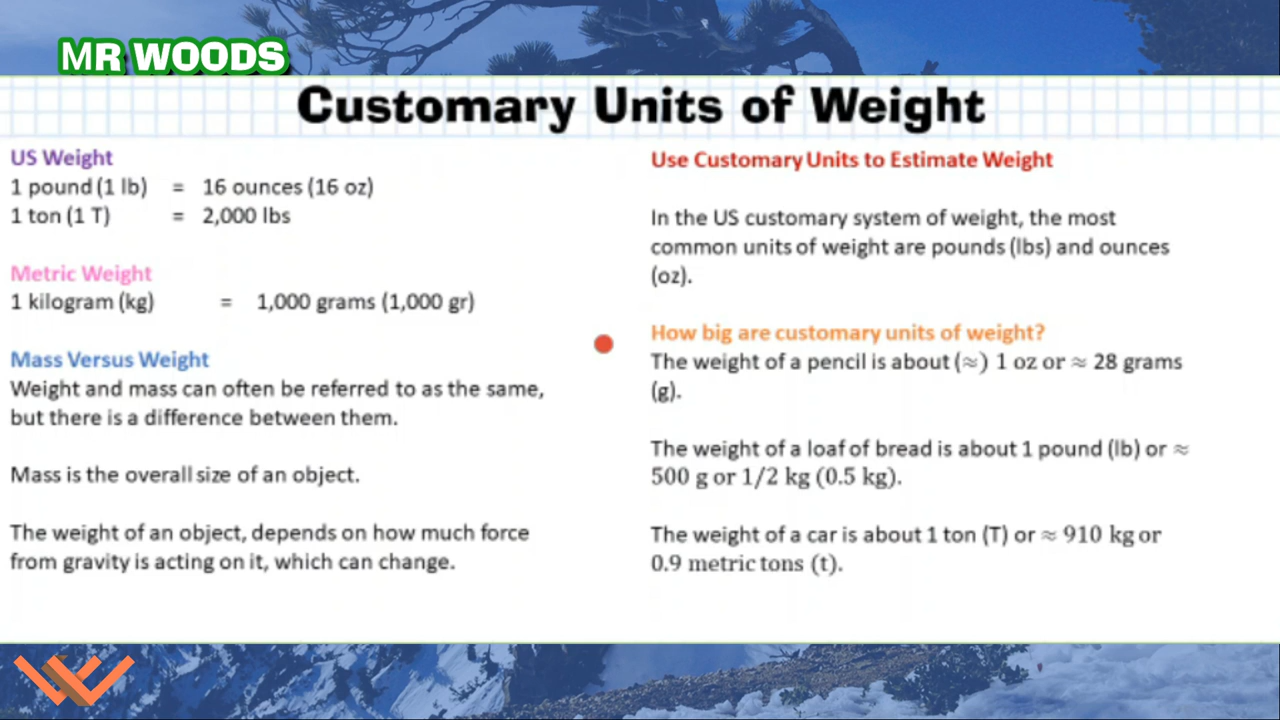 MR WOODS
Customary Units of Weight
US Weight
1 pound (1 lb) = 16 ounces (16 oz)
1 ton (1 T) = 2,000 lbs
Metric Weight
1 kilogram (kg) = 1,000 grams (1,000 gr)
Mass Versus Weight
Weight and mass can often be referred to as the same,
but there is a difference between them.
Mass is the overall size of an object.
The weight of an object, depends on how much force
from gravity is acting on it, which can change.
Use Customary Units to Estimate Weight
In the US customary system of weight, the most
common units of weight are pounds (lbs) and ounces
(oz).
How big are customary units of weight?
The weight of a pencil is about (≈) 1 oz or ≈ 28 grams
(g).
The weight of a loaf of bread is about 1 pound (lb) or ≈
500 g or 1/2 kg (0.5 kg).
The weight of a car is about 1 ton (T) or ≈ 910 kg or
0.9 metric tons (t).